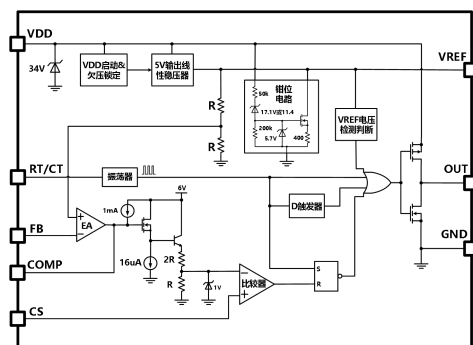 VDD
34V
VDD启动&
欠压锁定
5V输出线
性稳压器
钳位
电路
50k
17.1V或11.4
200k
5.7V
400
VREF
VREF电压
检测判断
R
R
RT/CT
振荡器
OUT
D触发器
6V
1mA
EA
FB
16uA
2R
R
1V
COMP
比较器
S
R
GND
CS